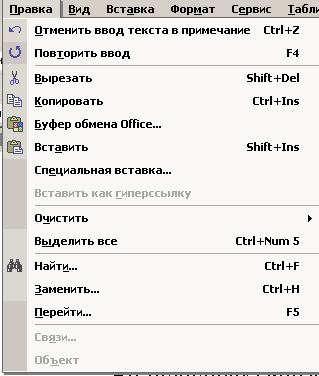 Правка Вид Вставка Формат Сервис Табли
Отменить ввод текста в примечание Ctrl+Z
Повторить ввод F4
Вырезать Shift+Del
Копировать Ctrl+Ins
Буфер обмена Office...
Вставить Shift+Ins
Специальная вставка...
Вставить как гиперссылку
Очистить
Выделить все Ctrl+Num 5
Найти... Ctrl+F
Заменить... Ctrl+H
Перейти... F5
Связи...
Объект